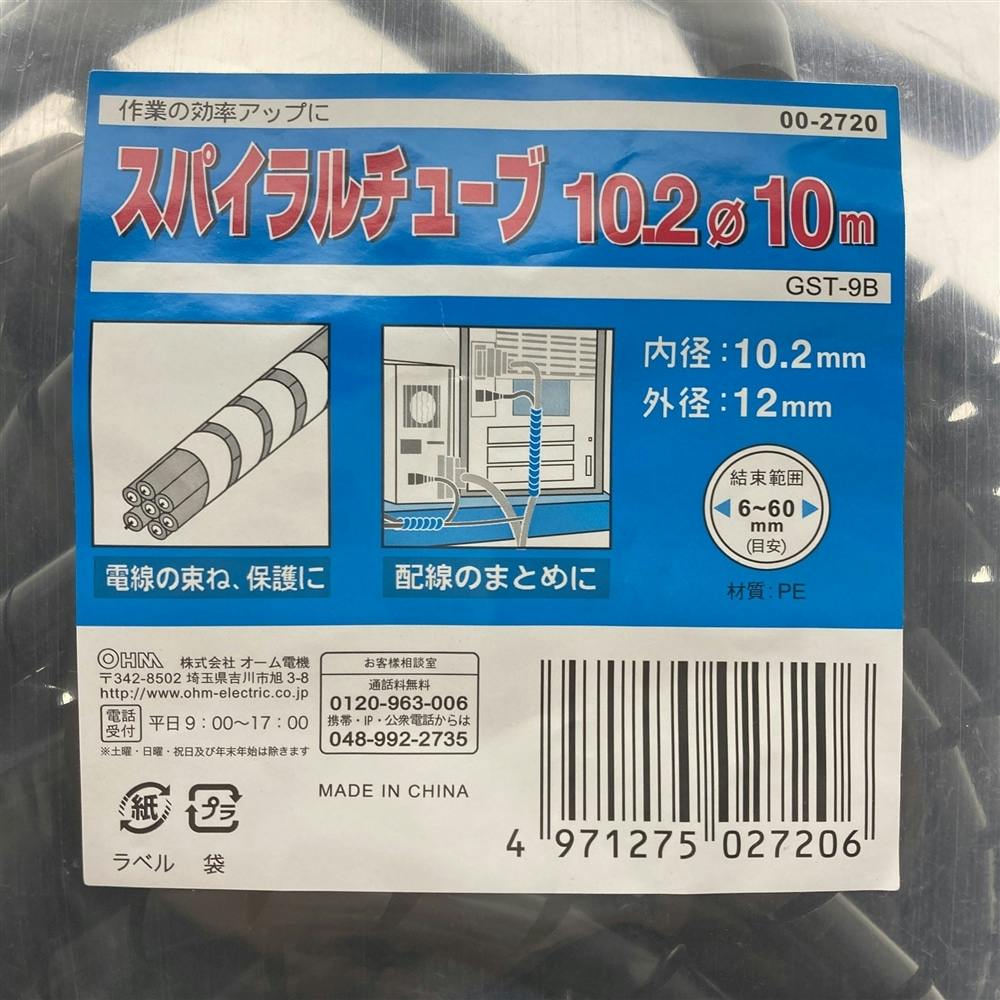 作業の効率アップに
00-2720
スパイラルチューブ 10.2ø10m
GST-9B
内径:10.2mm
外径:12mm
結束範囲
6~60
mm
(目安)
材質:PE
電線の束ね、保護に
配線のまとめに
OHM 株式会社 オーム電機
〒342-8502 埼玉県吉川市旭 3-8
http://www.ohm-electric.co.jp
電話受付 平日9:00〜17:00
※土曜・日曜・祝日及び年末年始は除きます
お客様相談室
通話料無料
0120-963-006
携帯・IP・公衆電話からは
048-992-2735
MADE IN CHINA
紙
プラ
ラベル 袋
4 971275 027206